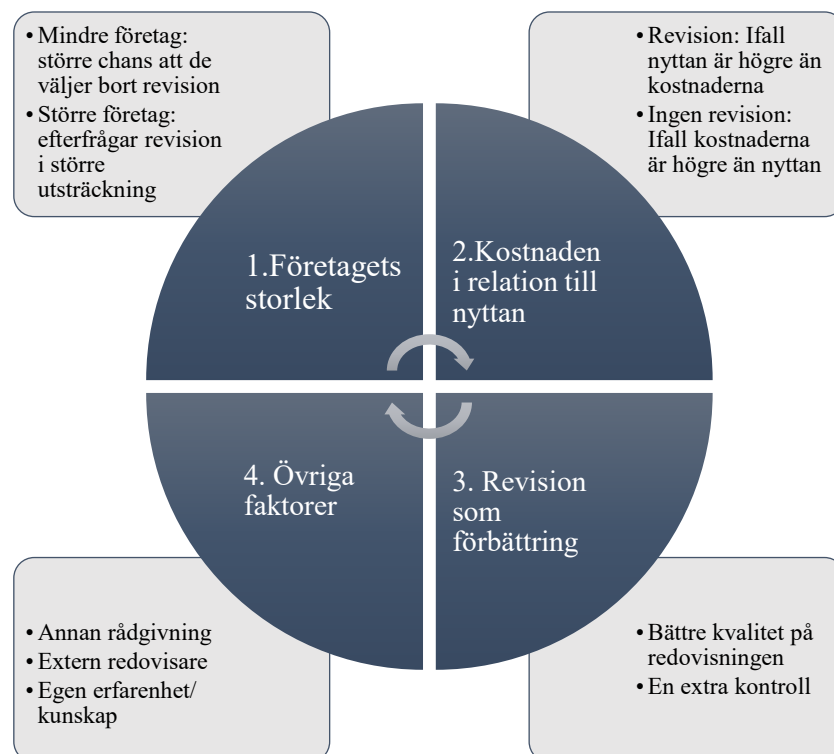 • Mindre företag:
större chans att de
väljer bort revision
• Större företag:
efterfrågar revision
i större
utsträckning
• Revision: Ifall
nyttan är högre än
kostnaderna
• Ingen revision:
Ifall kostnaderna
är högre än nyttan
1.Företagets
storlek
2.Kostnaden
i relation till
nyttan
4. Övriga
faktorer
3. Revision
som
förbättring
• Annan rådgivning
• Extern redovisare
• Egen erfarenhet/
kunskap
• Bättre kvalitet på
redovisningen
• En extra kontroll